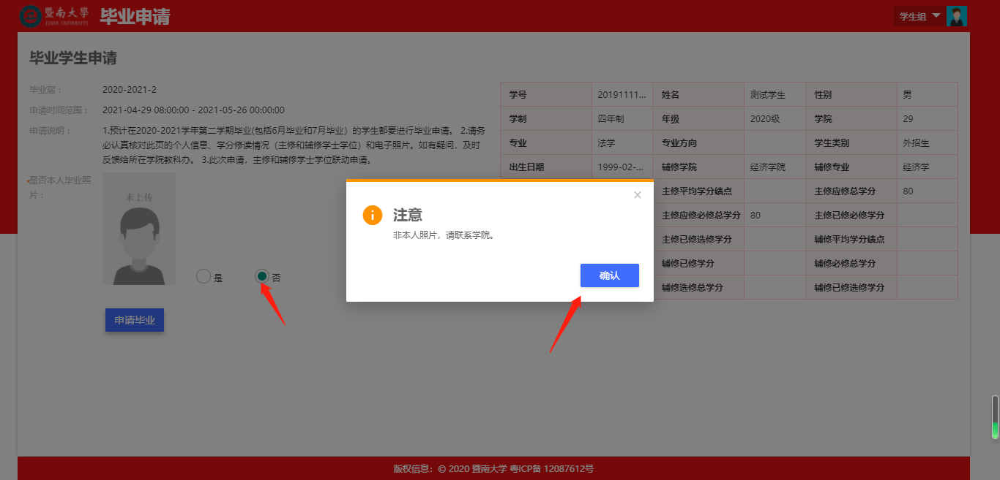 暨南大學
JINAN UNIVERSITY
毕业申请
学生组
毕业学生申请
毕业届：
2020-2021-2
申请时间范围：
2021-04-29 08:00:00 - 2021-05-26 00:00:00
申请说明：
1.预计在2020-2021学年第二学期毕业(包括6月毕业和7月毕业）的学生都要进行毕业申请。 2.请务
必认真核对此页的个人信息、学分修读情况（主修和辅修学士学位）和电子照片。如有疑问，及时
反馈给所在学院教科办。 3.此次申请，主修和辅修学士学位联动申请。
*是否本人毕业照
片：
未上传
是
否
申请毕业
学号 20191111... 姓名 测试学生 性别 男
学制 四年制 年级 2020级 学院 29
专业 法学 专业方向 学生类别 外招生
出生日期 1999-02-... 辅修学院 经济学院 辅修专业 经济学
主修平均学分绩点 主修应修总学分 80
主修应修必修总学分 80 主修已修必修学分
主修已修选修学分 辅修平均学分绩点
辅修已修学分 辅修必修总学分
辅修选修总学分 辅修已修选修学分
×
注意
非本人照片，请联系学院。
确认
版权信息：© 2020 暨南大学 粤ICP备 12087612号